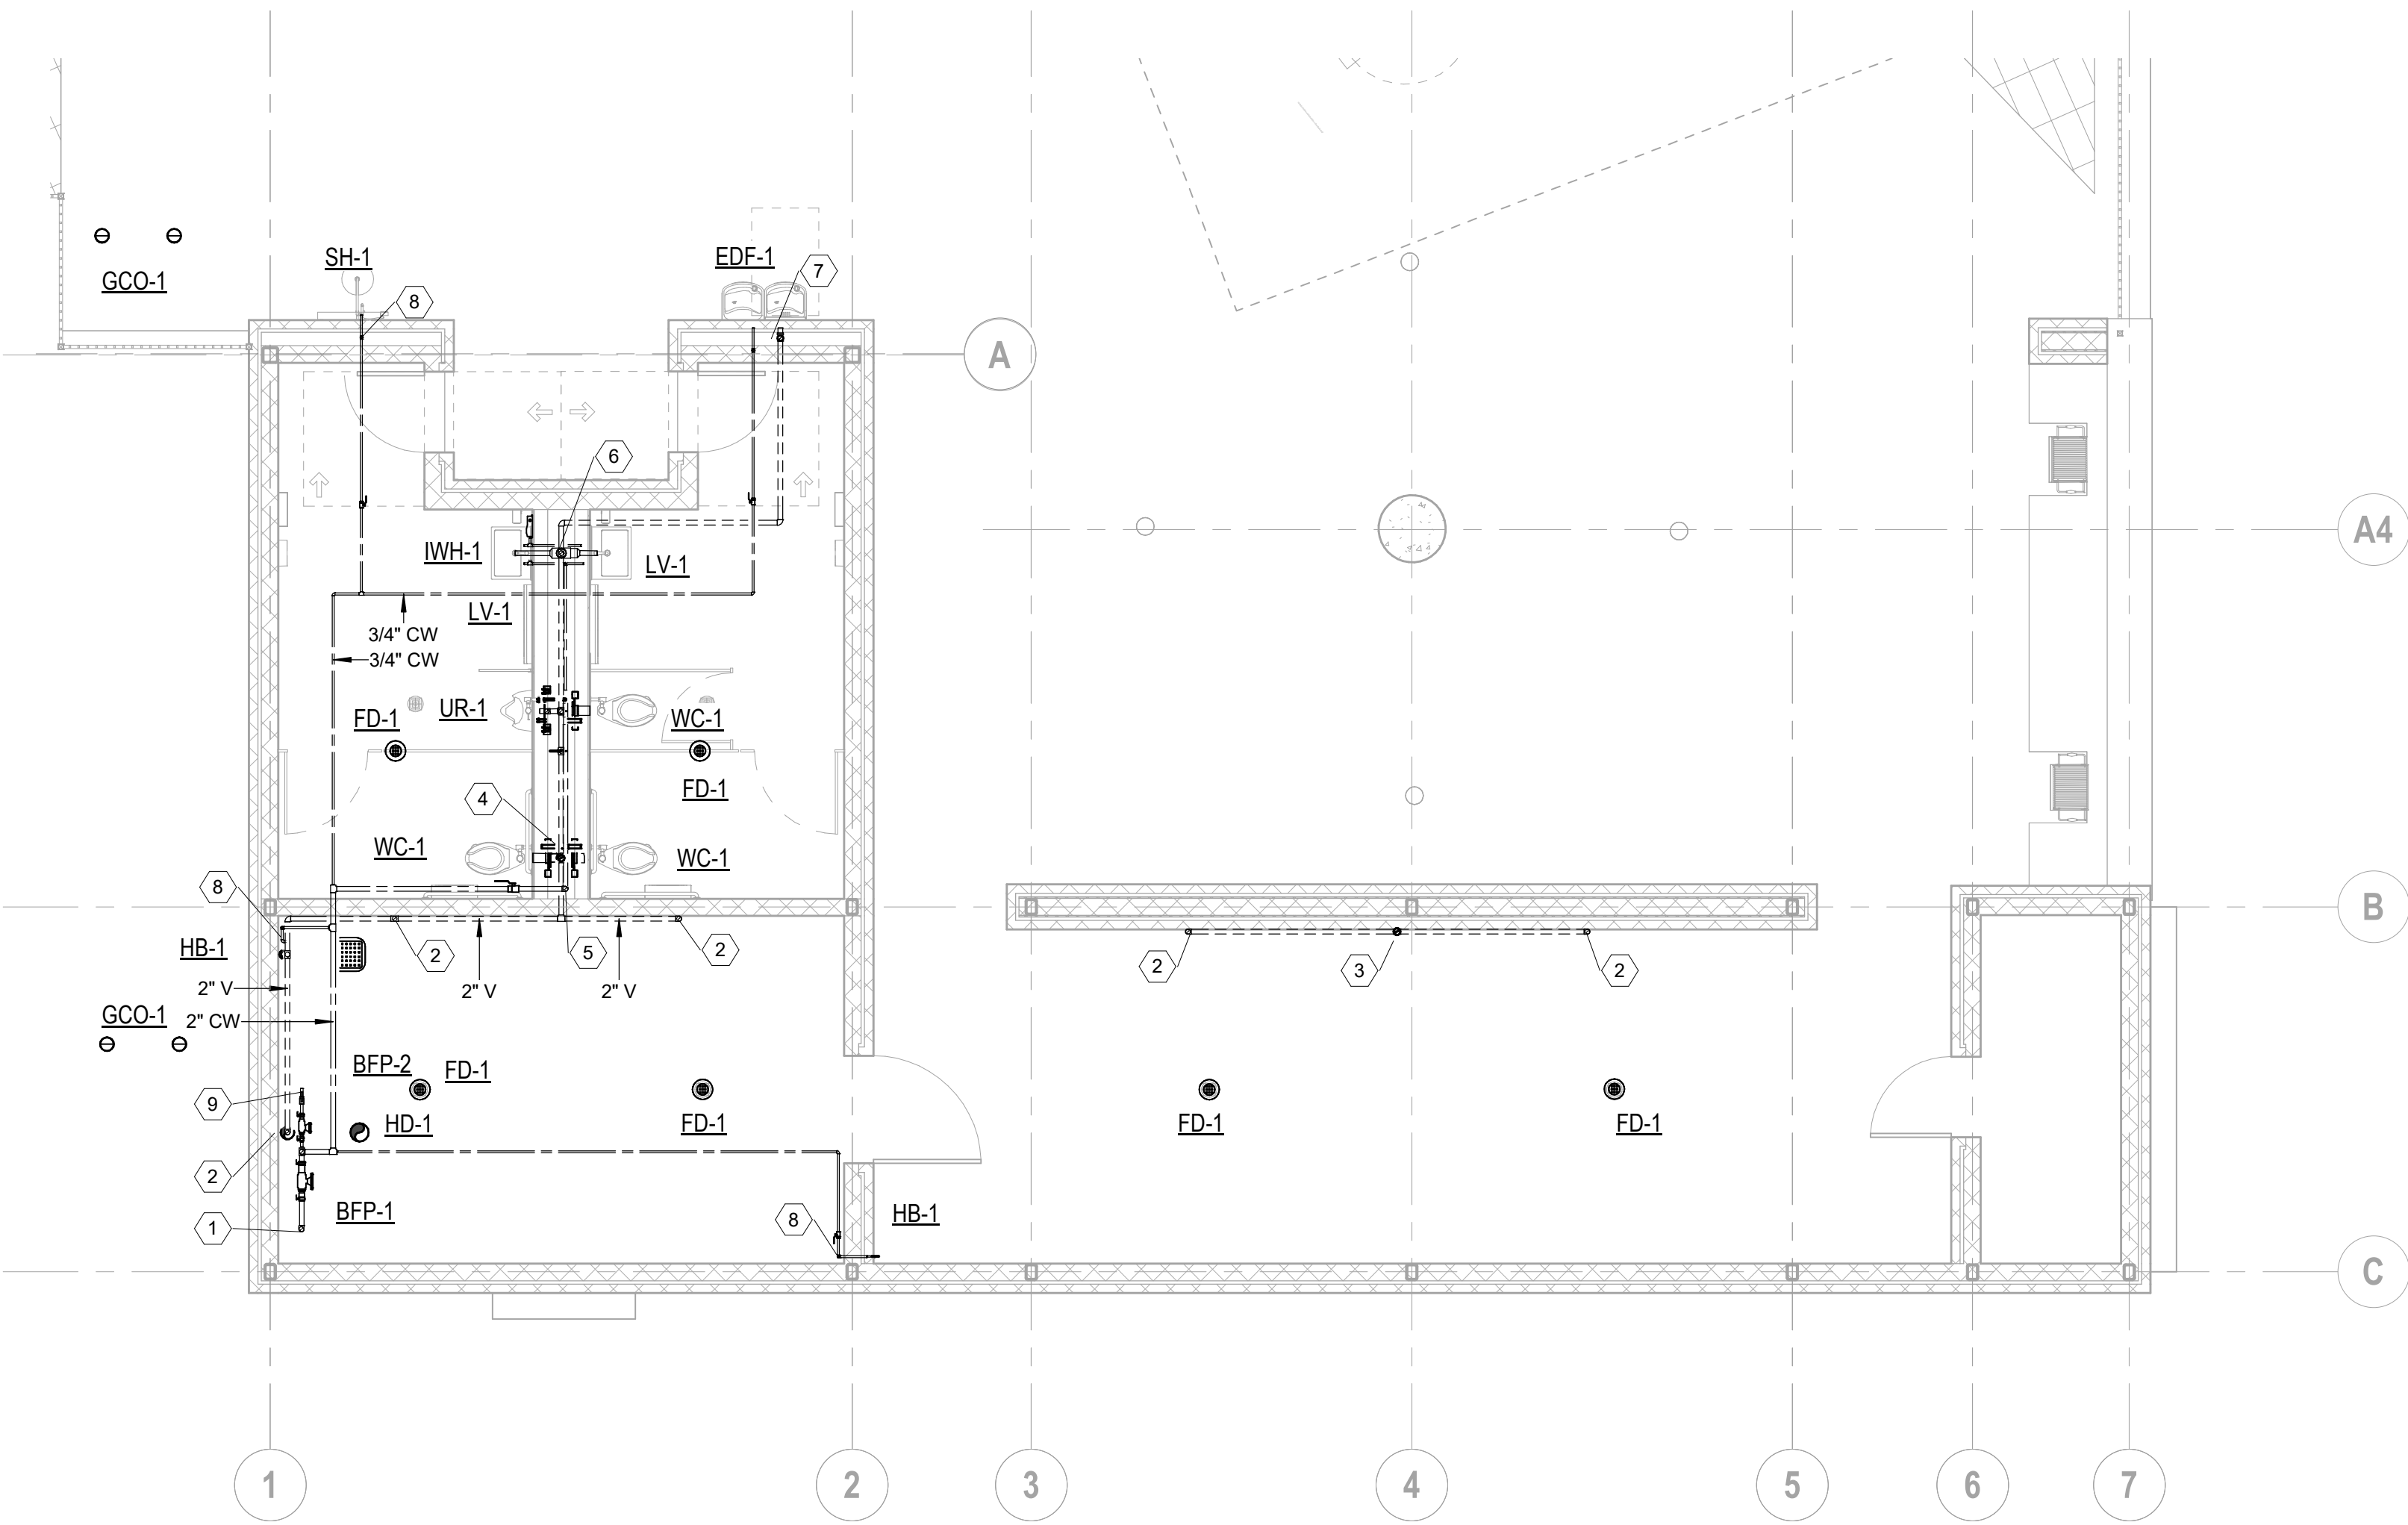 SH-1
EDF-1
7
GCO-1
8
A
6
A4
IWH-1
LV-1
LV-1
3/4" CW
3/4" CW
UR-1
FD-1
WC-1
FD-1
4
WC-1
WC-1
8
B
HB-1
2
5
2
2
3
2
2" V
2" V
2" V
GCO-1
2" CW
BFP-2
FD-1
9
HD-1
FD-1
FD-1
FD-1
2
BFP-1
HB-1
1
8
C
1
2
3
4
5
6
7